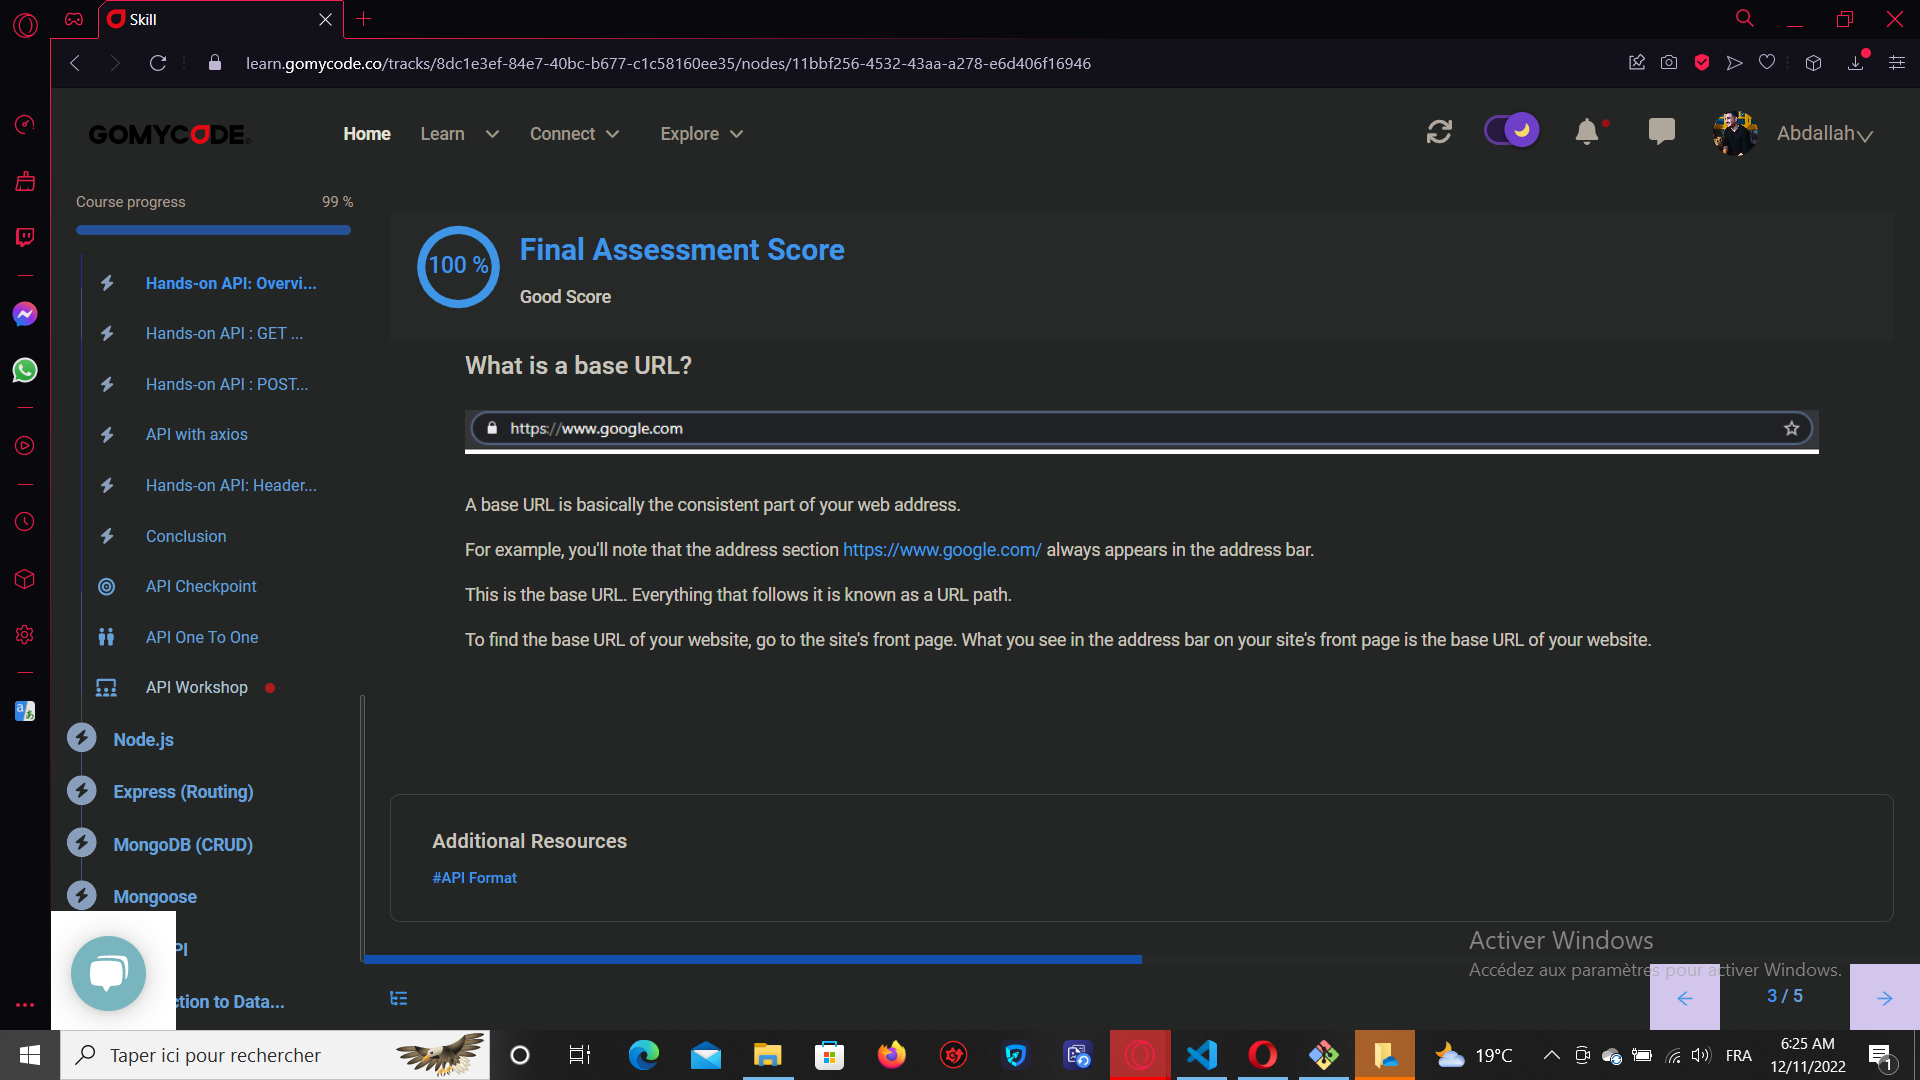 Skill
learn.gomycode.co/tracks/8dc1e3ef-84e7-40bc-b677-c1c58160ee35/nodes/11bbf256-4532-43aa-a278-e6d406f16946
GOMYCODE
Home
Learn
Connect
Explore
Abdallah
Course progress
99 %
Hands-on API: Overvi...
Hands-on API : GET ...
Hands-on API : POST...
API with axios
Hands-on API: Header...
Conclusion
API Checkpoint
API One To One
API Workshop
Node.js
Express (Routing)
MongoDB (CRUD)
Mongoose
PI
ction to Data...
100 %
Final Assessment Score
Good Score
What is a base URL?
https://www.google.com
A base URL is basically the consistent part of your web address.
For example, you'll note that the address section https://www.google.com/ always appears in the address bar.
This is the base URL. Everything that follows it is known as a URL path.
To find the base URL of your website, go to the site's front page. What you see in the address bar on your site's front page is the base URL of your website.
Additional Resources
#API Format
Activer Windows
Accédez aux paramètres pour activer Windows.
3 / 5
Taper ici pour rechercher
19°C
FRA
6:25 AM
12/11/2022
1